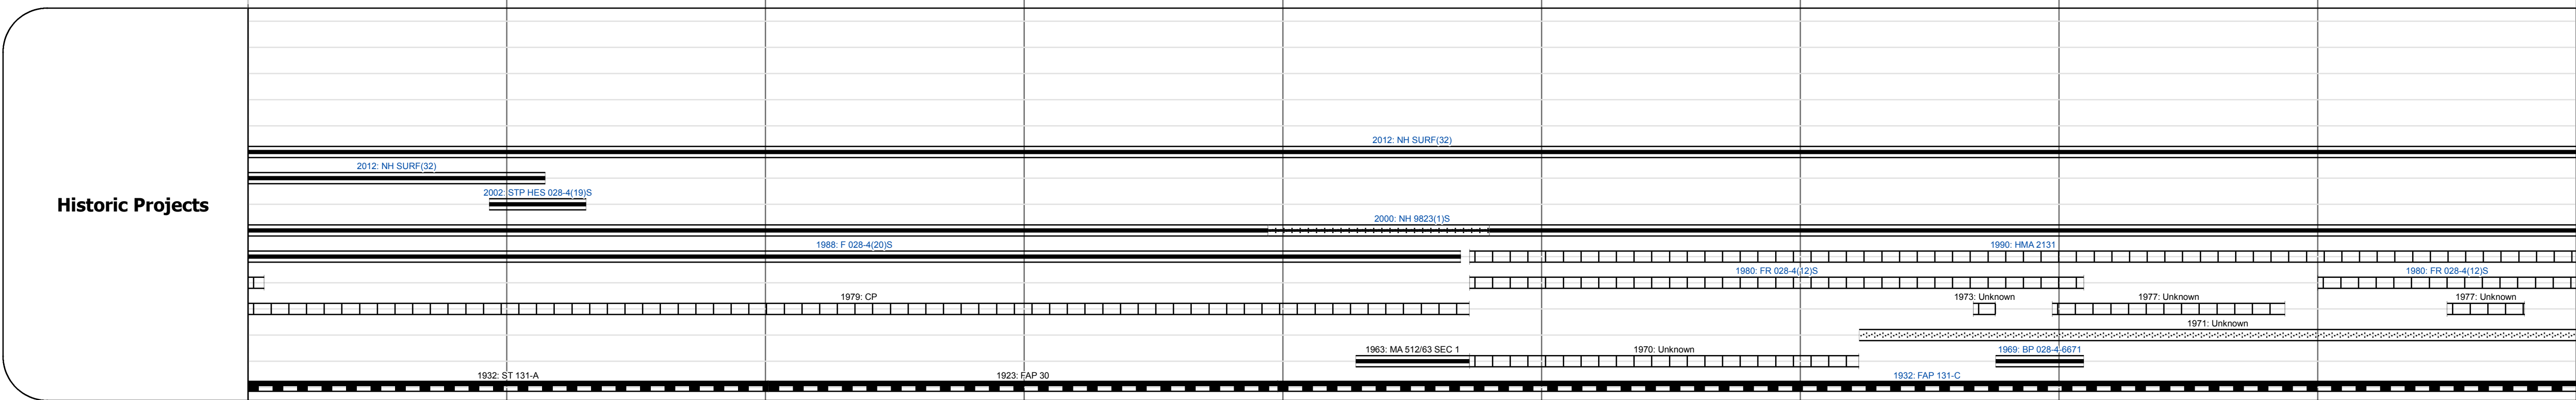 2012: NH SURF(32)
2012: NH SURF(32)
2002: STP HES 028-4(19)S
Historic Projects
2000: NH 9823(1)S
1988: F 028-4(20)S
1990: HMA 2131
1980: FR 028-4(12)S
1980: FR 028-4(12)S
1979: CP
1973: Unknown
1977: Unknown
1977: Unknown
1971: Unknown
1963: MA 512/63 SEC 1
1970: Unknown
1969: BP 028-4-6671
1932: ST 131-A
1923: FAP 30
1932: FAP 131-C